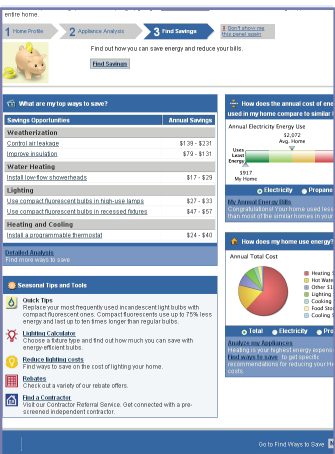 entire home.
1 Home Profile
2 Appliance Analysis
3 Find Savings
Don't show me
this panel again
Find out how you can save energy and reduce your bills.
Find Savings
What are my top ways to save?
Savings Opportunities Annual Savings
Weatherization
Control air leakage $139 - $231
Improve insulation $79 - $131
Water Heating
Install low-flow showerheads $17 - $29
Lighting
Use compact fluorescent bulbs in high-use lamps $27 - $33
Use compact fluorescent bulbs in recessed fixtures $47 - $57
Heating and Cooling
Install a programmable thermostat $24 - $40
Detailed Analysis
Find more ways to save
Seasonal Tips and Tools
Quick Tips
Replace your most frequently used incandescent light bulbs with
compact fluorescent ones. Compact fluorescents use up to 75% less
energy and last up to ten times longer than regular bulbs.
Lighting Calculator
Choose a fixture type and find out how much you can save with
energy-efficient bulbs.
Reduce lighting costs
Find ways to save on the cost of lighting your home.
Rebates
Check out a variety of our rebate offers.
Find a Contractor
Visit our Contractor Referral Service. Get connected with a pre-
screened independent contractor.
How does the annual cost of ene
used in my home compare to similar
Annual Electricity Energy Use
$2,072
Avg. Home
Uses
Least
Energy
$917
My Home
Electricity Propane
My Annual Energy Bills
Congratulations! Your home used less
than most of the similar homes in your
How does my home use energy?
Annual Total Cost
Heating
Hot Wate
Other $1
Lighting
Cooking
Food Sto
Cooling
Total Electricity Pro
Analyze my Appliances
Heating is your highest energy expens
Find ways to save to get specific
recommendations for reducing your He
costs.
Go to Find Ways to Save